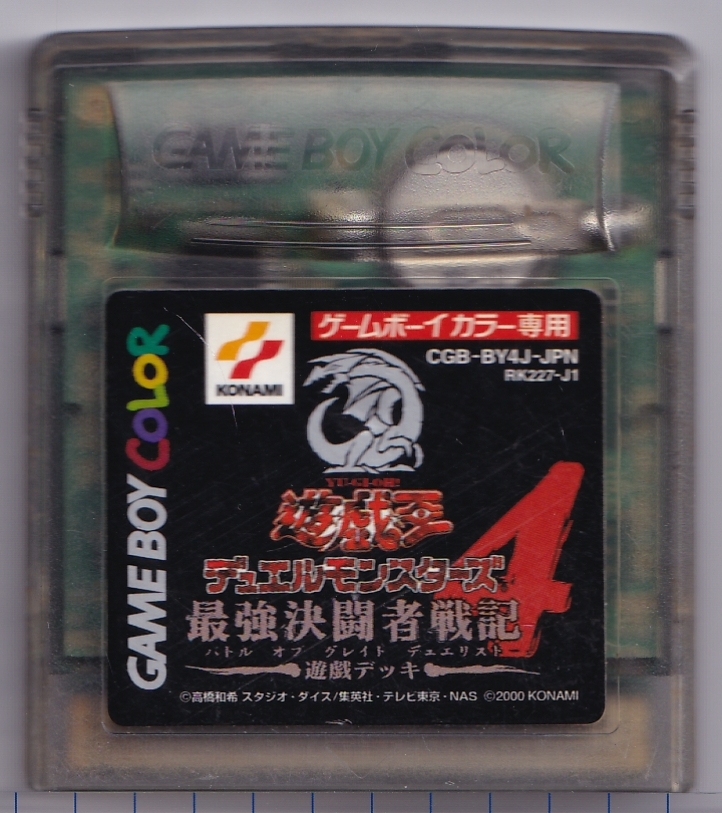 GAME BOY COLOR
GAME BOY COLOR
KONAMI
ゲームボーイカラー専用
CGB-BY4J-JPN
RK227-J1
YU-GI-OH!
遊戯王
デュエルモンスターズ
4
最強決闘者戦記
バトル オブ グレイト デュエリスト
遊戯デッキ
©高橋和希 スタジオ・ダイス/集英社・テレビ東京・NAS ©2000 KONAMI